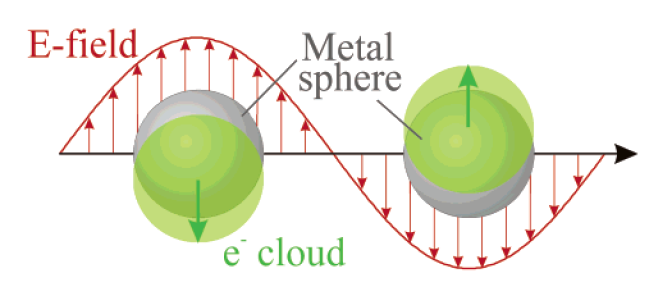 E-field
Metal
sphere
e⁻ cloud